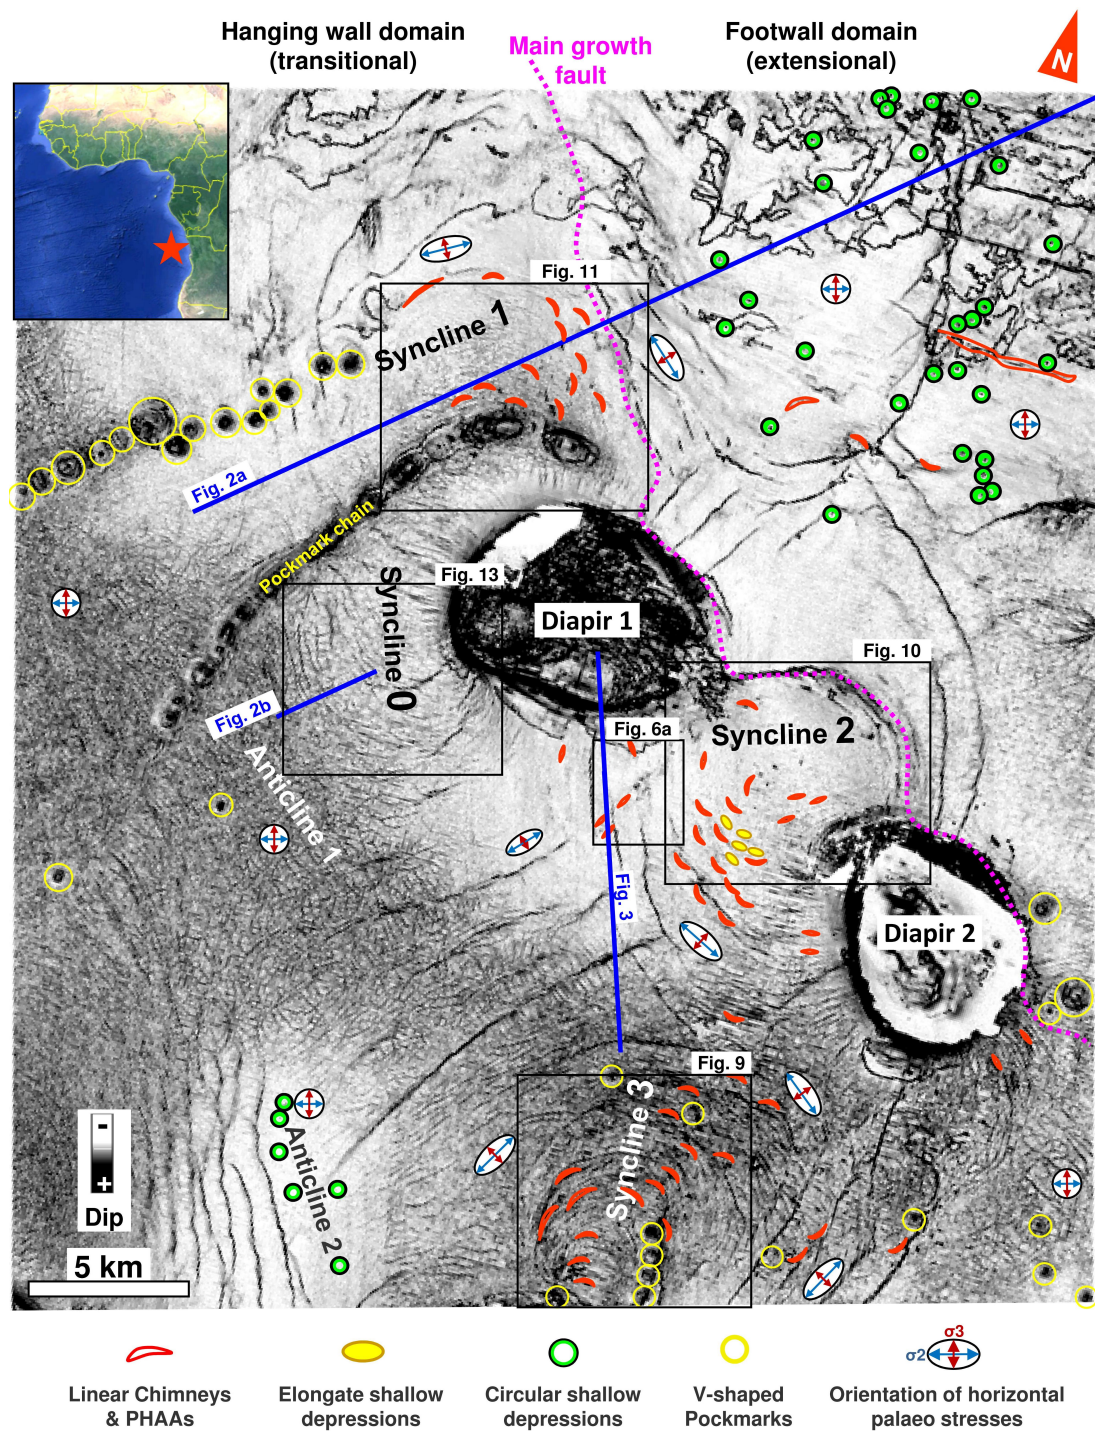 Hanging wall domain
(transitional)
Main growth
fault
Footwall domain
(extensional)
N
Fig. 11
Syncline 1
Fig. 2a
Pockmark chain
Fig. 13
Syncline 0
Diapir 1
Fig. 10
Fig. 2b
Fig. 6a
Syncline 2
Anticline 1
Fig. 3
Diapir 2
Fig. 9
Syncline 3
Anticline 2
-
+
Dip
5 km
σ3
σ2
Linear Chimneys
& PHAAs
Elongate shallow
depressions
Circular shallow
depressions
V-shaped
Pockmarks
Orientation of horizontal
palaeo stresses